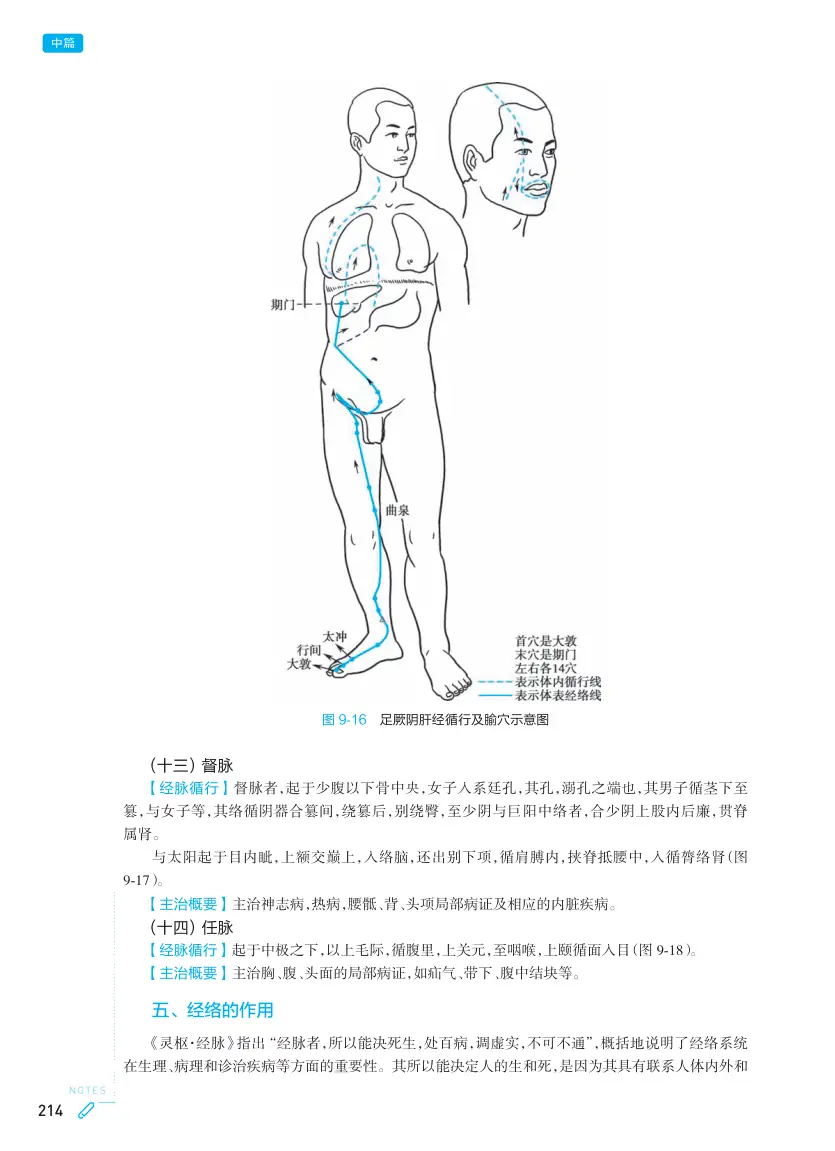 中篇
期门
曲泉
太冲
行间
大敦
首穴是大敦
末穴是期门
左右各14穴
表示体内循行线
表示体表经络线
图 9-16 足厥阴肝经循行及腧穴示意图
（十三）督脉
【经脉循行】督脉者，起于少腹以下骨中央，女子入系廷孔，其孔，溺孔之端也，其男子循茎下至
篡，与女子等，其络循阴器合篡间，绕篡后，别绕臀，至少阴与巨阳中络者，合少阴上股内后廉，贯脊
属肾。
与太阳起于目内眦，上额交巅上，入络脑，还出别下项，循肩膊内，挟脊抵腰中，入循膂络肾（图
9-17）。
【主治概要】主治神志病，热病，腰骶、背、头项局部病证及相应的内脏疾病。
（十四）任脉
【经脉循行】起于中极之下，以上毛际，循腹里，上关元，至咽喉，上颐循面入目（图 9-18）。
【主治概要】主治胸、腹、头面的局部病证，如疝气、带下、腹中结块等。
五、经络的作用
《灵枢·经脉》指出 “经脉者，所以能决死生，处百病，调虚实，不可不通”，概括地说明了经络系统
在生理、病理和诊治疾病等方面的重要性。其所以能决定人的生和死，是因为其具有联系人体内外和
NOTES
214